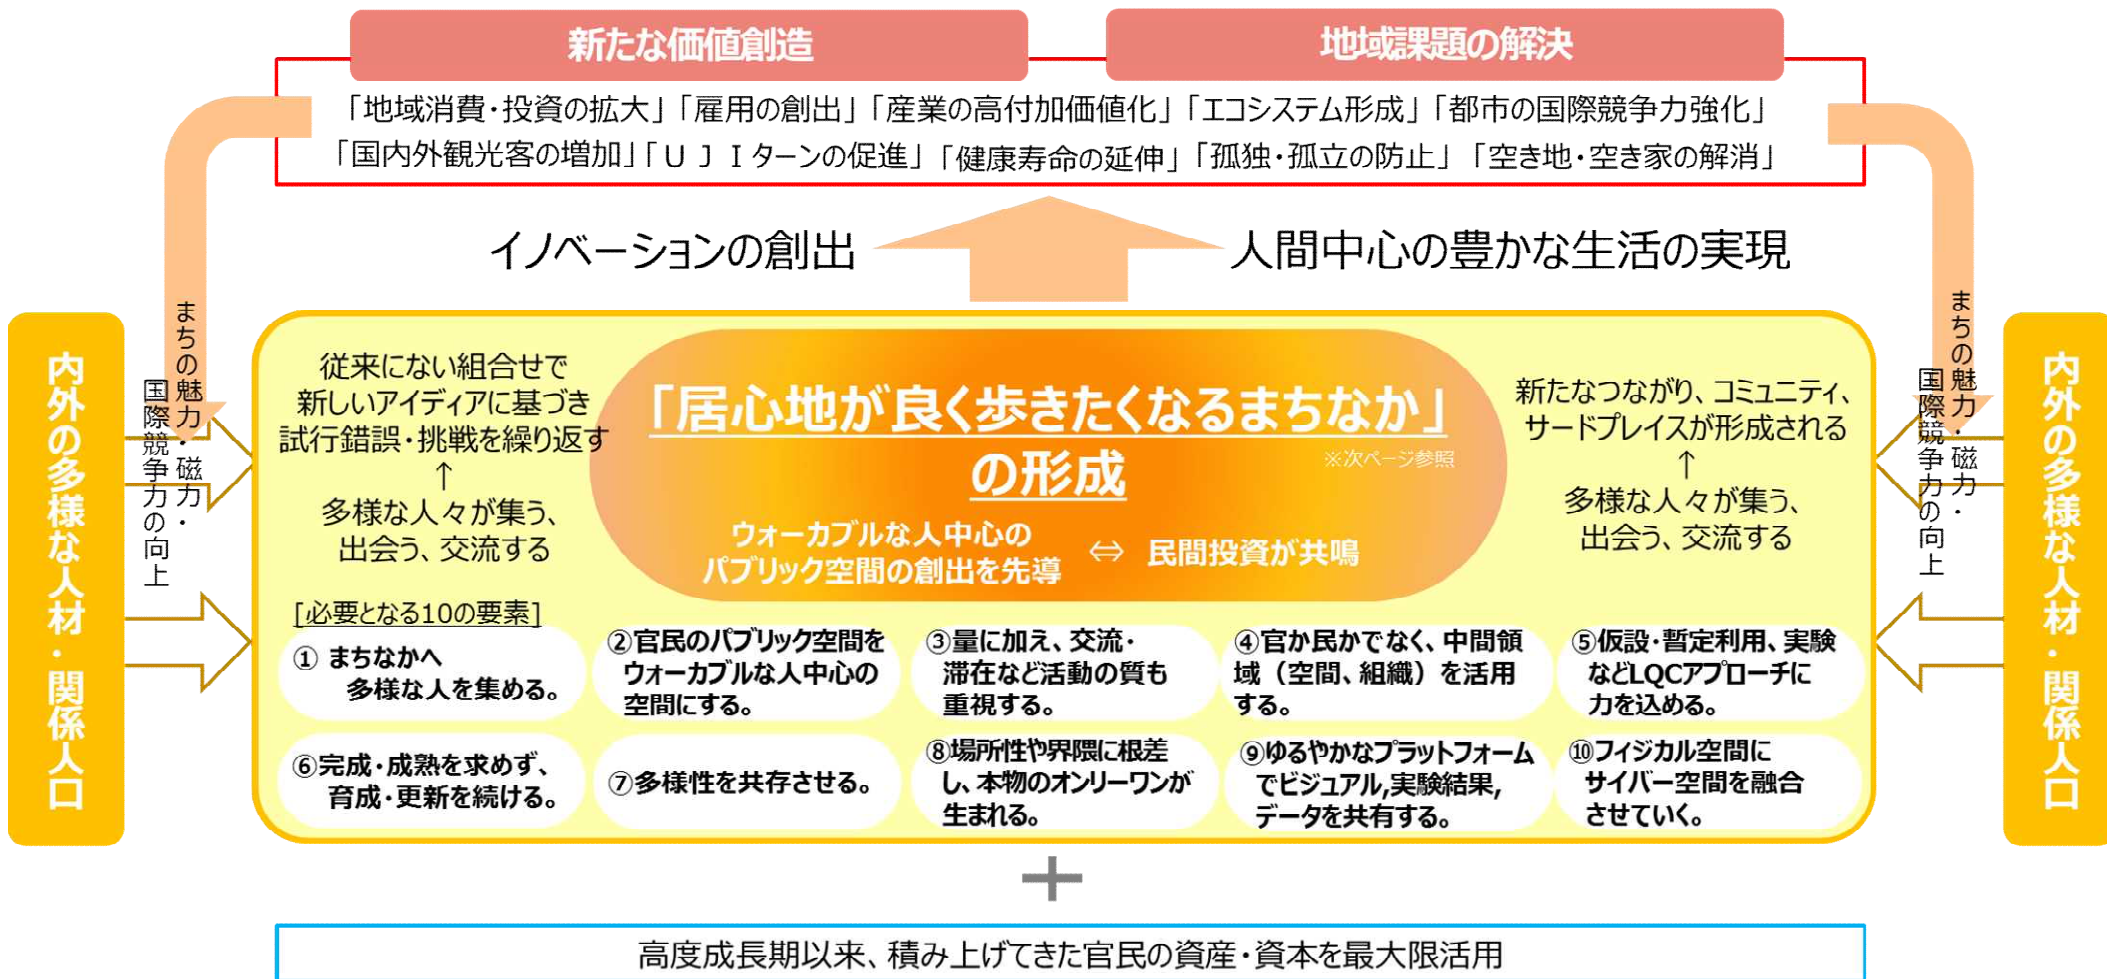 新たな価値創造
地域課題の解決
「地域消費・投資の拡大」「雇用の創出」「産業の高付加価値化」「エコシステム形成」「都市の国際競争力強化」
「国内外観光客の増加」「ＵＪＩターンの促進」「健康寿命の延伸」「孤独・孤立の防止」「空き地・空き家の解消」
イノベーションの創出
人間中心の豊かな生活の実現
内外の多様な人材・関係人口
まちの魅力・磁力・
国際競争力の向上
従来にない組合せで
新しいアイディアに基づき
試行錯誤・挑戦を繰り返す
↑
多様な人々が集う、
出会う、交流する
「居心地が良く歩きたくなるまちなか」
の形成
※次ページ参照
ウォーカブルな人中心の
パブリック空間の創出を先導
⇔
民間投資が共鳴
新たなつながり、コミュニティ、
サードプレイスが形成される
↑
多様な人々が集う、
出会う、交流する
まちの魅力・磁力・
国際競争力の向上
内外の多様な人材・関係人口
[必要となる10の要素]
① まちなかへ
多様な人を集める。
②官民のパブリック空間を
ウォーカブルな人中心の
空間にする。
③量に加え、交流・
滞在など活動の質も
重視する。
④官か民かでなく、中間領
域（空間、組織）を活用
する。
⑤仮設・暫定利用、実験
などLQCアプローチに
力を込める。
⑥完成・成熟を求めず、
育成・更新を続ける。
⑦多様性を共存させる。
⑧場所性や界隈に根差
し、本物のオンリーワンが
生まれる。
⑨ゆるやかなプラットフォーム
でビジュアル,実験結果,
データを共有する。
⑩フィジカル空間に
サイバー空間を融合
させていく。
＋
高度成長期以来、積み上げてきた官民の資産・資本を最大限活用